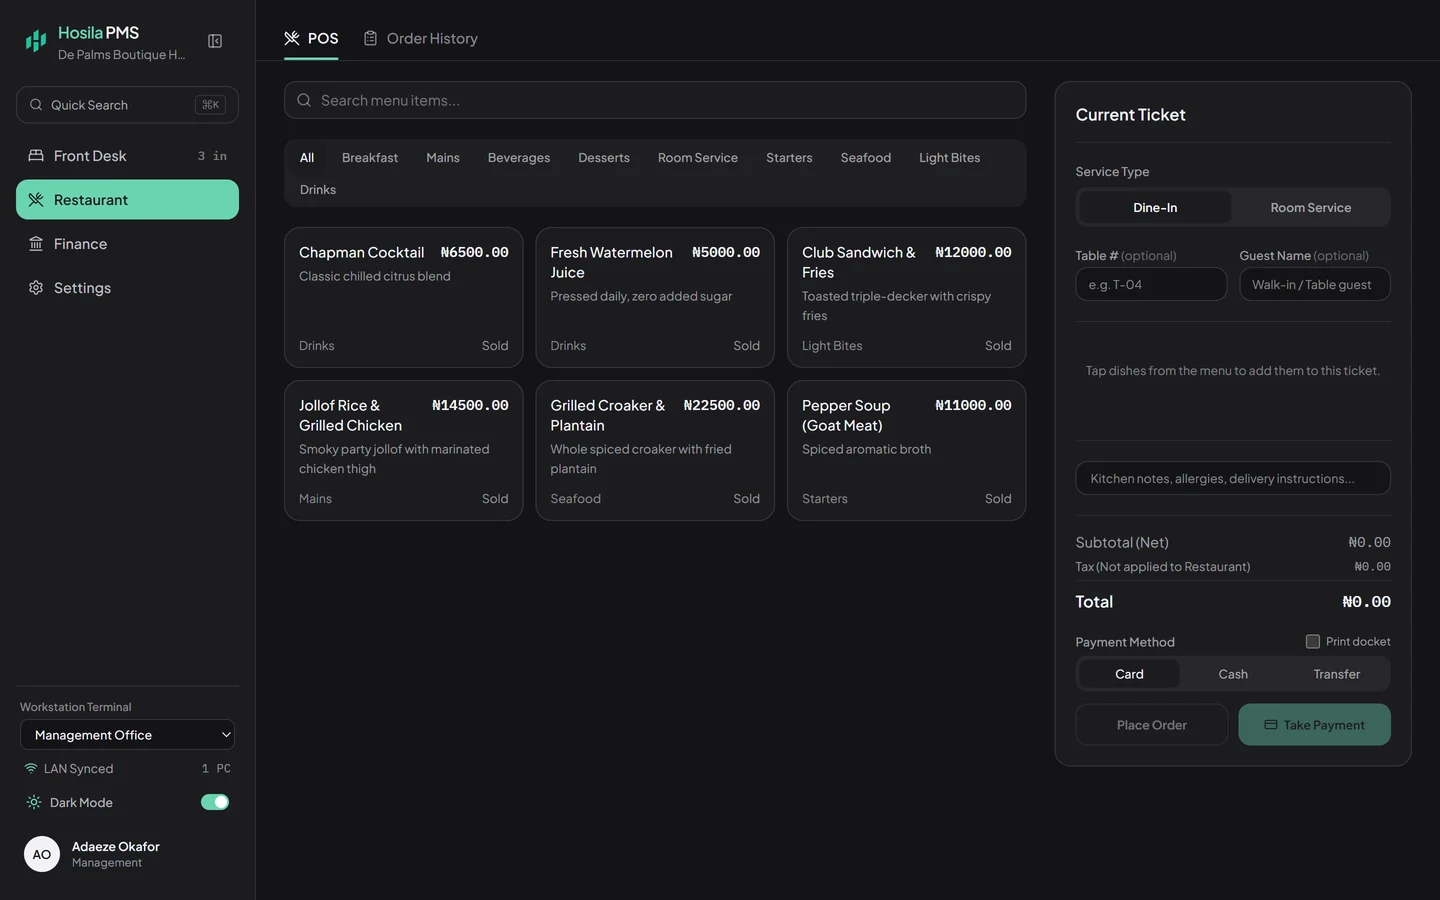 Hosila PMS
De Palms Boutique H...
Quick Search ⌘K
Front Desk 3 in
Restaurant
Finance
Settings
Workstation Terminal
Management Office
LAN Synced 1 PC
Dark Mode
AO
Adaeze Okafor
Management
POS Order History
Search menu items...
All Breakfast Mains Beverages Desserts Room Service Starters Seafood Light Bites
Drinks
Chapman Cocktail ₦6500.00
Classic chilled citrus blend
Drinks Sold
Fresh Watermelon ₦5000.00
Juice
Pressed daily, zero added sugar
Drinks Sold
Club Sandwich & ₦12000.00
Fries
Toasted triple-decker with crispy
fries
Light Bites Sold
Jollof Rice & ₦14500.00
Grilled Chicken
Smoky party jollof with marinated
chicken thigh
Mains Sold
Grilled Croaker & ₦22500.00
Plantain
Whole spiced croaker with fried
plantain
Seafood Sold
Pepper Soup ₦11000.00
(Goat Meat)
Spiced aromatic broth
Starters Sold
Current Ticket
Service Type
Dine-In Room Service
Table # (optional) Guest Name (optional)
e.g. T-04 Walk-in / Table guest
Tap dishes from the menu to add them to this ticket.
Kitchen notes, allergies, delivery instructions...
Subtotal (Net) ₦0.00
Tax (Not applied to Restaurant) ₦0.00
Total ₦0.00
Payment Method Print docket
Card Cash Transfer
Place Order Take Payment